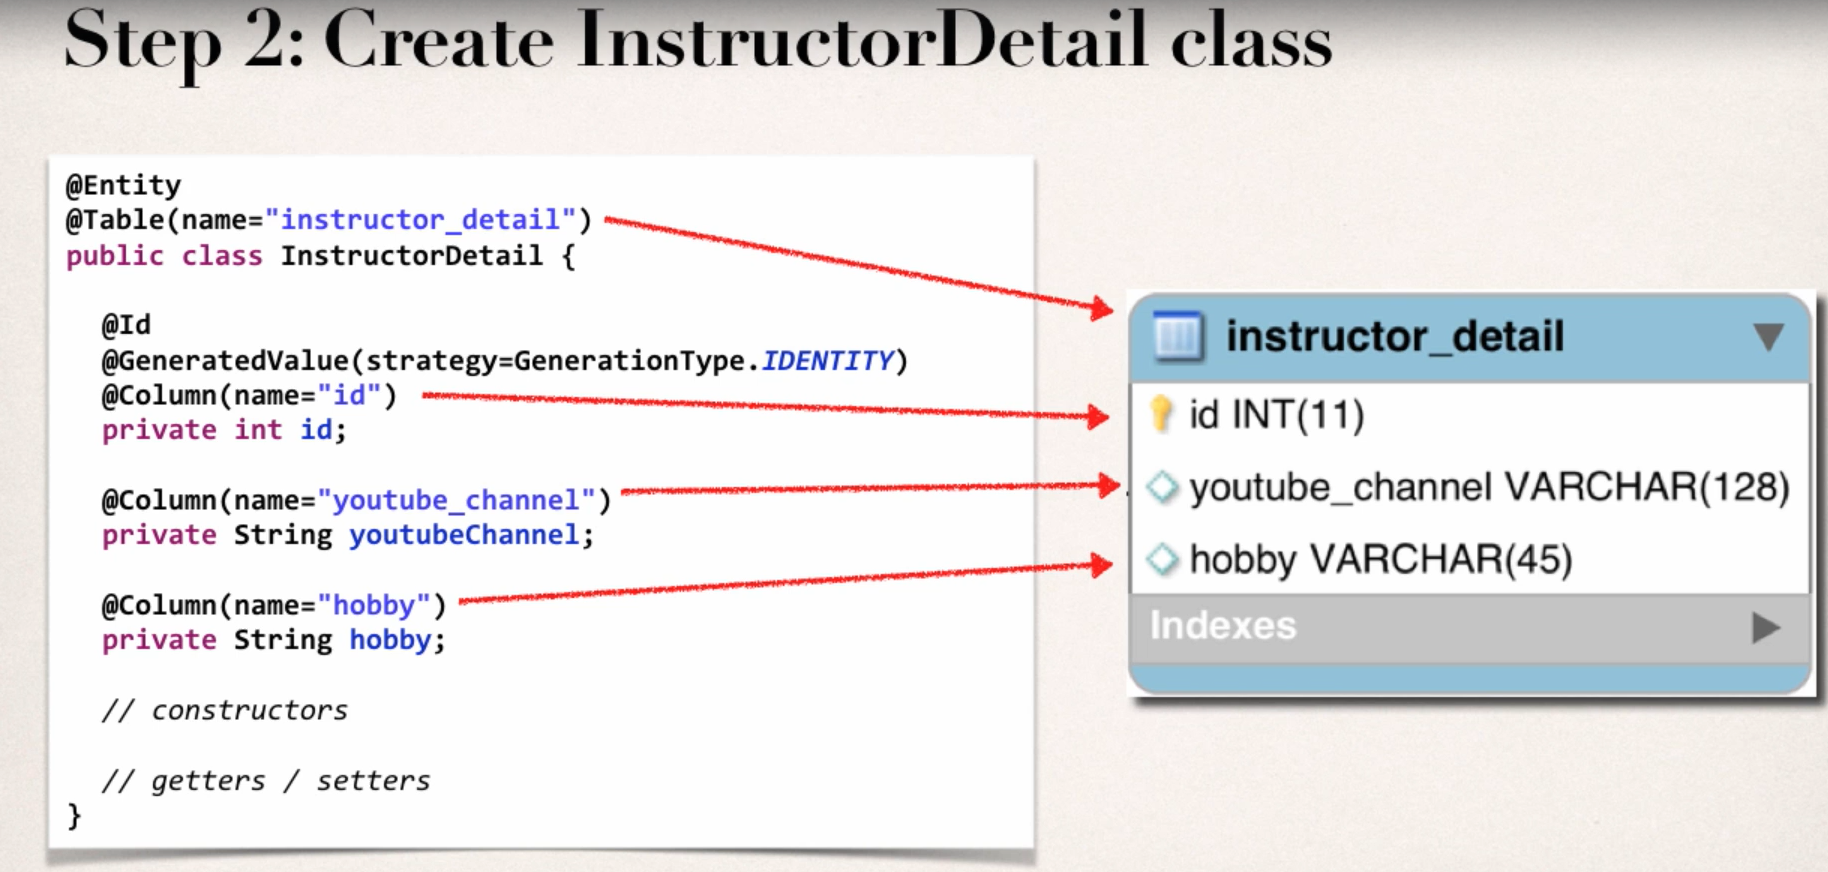 Step 2: Create InstructorDetail class
@Entity
@Table(name="instructor_detail")
public class InstructorDetail {
@Id
@GeneratedValue(strategy=GenerationType.IDENTITY)
@Column(name="id")
private int id;
@Column(name="youtube_channel")
private String youtubeChannel;
@Column(name="hobby")
private String hobby;
// constructors
// getters / setters
}
instructor_detail
id INT(11)
youtube_channel VARCHAR(128)
hobby VARCHAR(45)
Indexes